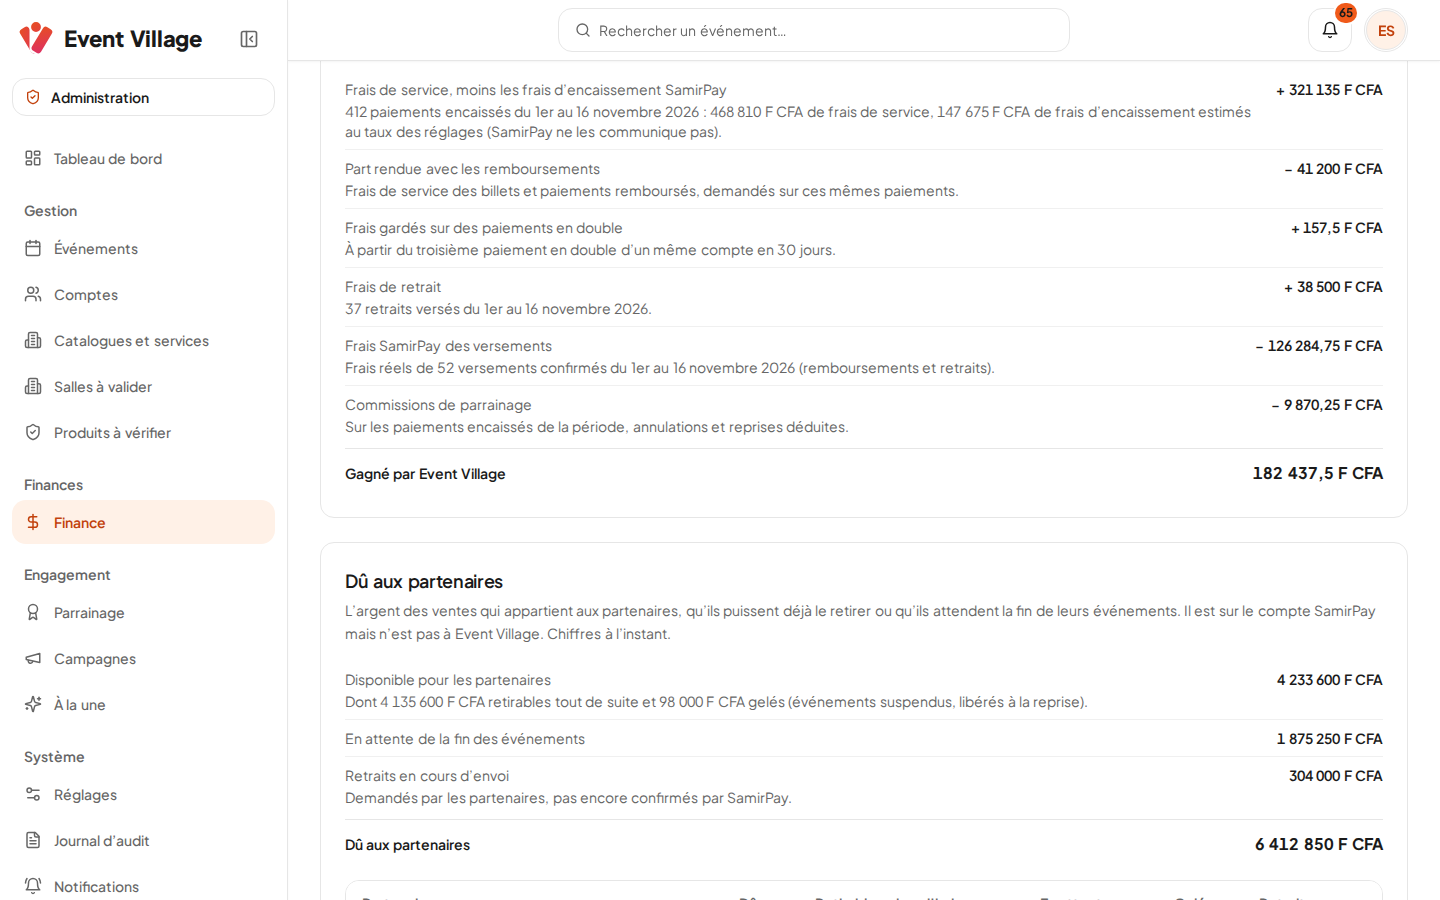 Event Village
Rechercher un événement…
65
ES
Administration
Tableau de bord
Gestion
Événements
Comptes
Catalogues et services
Salles à valider
Produits à vérifier
Finances
Finance
Engagement
Parrainage
Campagnes
À la une
Système
Réglages
Journal d’audit
Notifications
Frais de service, moins les frais d’encaissement SamirPay
+ 321 135 F CFA
412 paiements encaissés du 1er au 16 novembre 2026 : 468 810 F CFA de frais de service, 147 675 F CFA de frais d’encaissement estimés
au taux des réglages (SamirPay ne les communique pas).
Part rendue avec les remboursements
− 41 200 F CFA
Frais de service des billets et paiements remboursés, demandés sur ces mêmes paiements.
Frais gardés sur des paiements en double
+ 157,5 F CFA
À partir du troisième paiement en double d’un même compte en 30 jours.
Frais de retrait
+ 38 500 F CFA
37 retraits versés du 1er au 16 novembre 2026.
Frais SamirPay des versements
− 126 284,75 F CFA
Frais réels de 52 versements confirmés du 1er au 16 novembre 2026 (remboursements et retraits).
Commissions de parrainage
− 9 870,25 F CFA
Sur les paiements encaissés de la période, annulations et reprises déduites.
Gagné par Event Village
182 437,5 F CFA
Dû aux partenaires
L’argent des ventes qui appartient aux partenaires, qu’ils puissent déjà le retirer ou qu’ils attendent la fin de leurs événements. Il est sur le compte SamirPay
mais n’est pas à Event Village. Chiffres à l’instant.
Disponible pour les partenaires
4 233 600 F CFA
Dont 4 135 600 F CFA retirables tout de suite et 98 000 F CFA gelés (événements suspendus, libérés à la reprise).
En attente de la fin des événements
1 875 250 F CFA
Retraits en cours d’envoi
304 000 F CFA
Demandés par les partenaires, pas encore confirmés par SamirPay.
Dû aux partenaires
6 412 850 F CFA